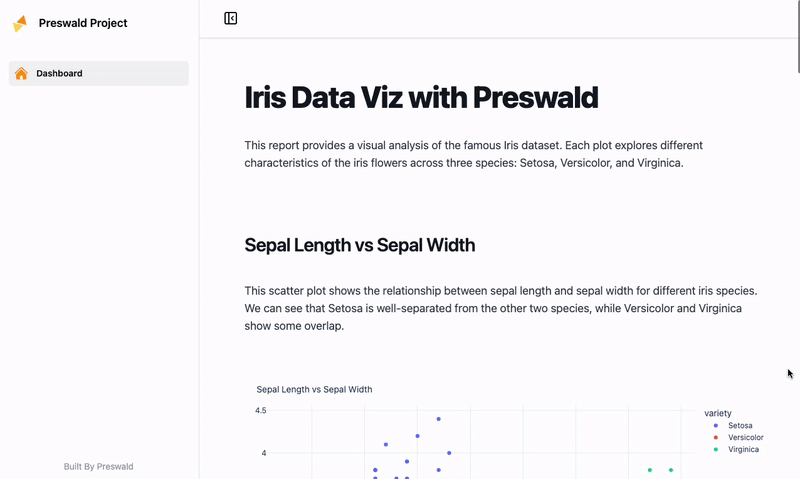 Preswald Project
Dashboard
Built By Preswald
Iris Data Viz with Preswald
This report provides a visual analysis of the famous Iris dataset. Each plot explores different
characteristics of the iris flowers across three species: Setosa, Versicolor, and Virginica.
Sepal Length vs Sepal Width
This scatter plot shows the relationship between sepal length and sepal width for different iris species.
We can see that Setosa is well-separated from the other two species, while Versicolor and Virginica
show some overlap.
Sepal Length vs Sepal Width
4.5
4
variety
Setosa
Versicolor
Virginica